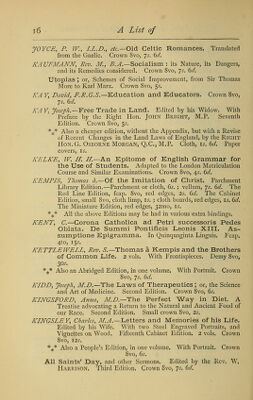 16 A List of
JOYCE, P. W., LL.D., etc.—Old Celtic Romances. Translated
from the Gaelic. Crown 8vo, 7s. 6d.
KAUFMANN, Rev. M., B.A.—Socialism: its Nature, its Dangers,
and its Remedies considered. Crown 8vo, 7s. 6d.
Utopias; or, Schemes of Social Improvement, from Sir Thomas
More to Karl Marx. Crown 8vo, 5s.
KAY, David, F.R.G.S.—Education and Educators. Crown 8vo,
7s. 6d.
KAY, Joseph.—Free Trade in Land. Edited by his Widow. With
Preface by the Right Hon. JOHN BRIGHT, M.P. Seventh
Edition. Crown 8vo, 5s.
*** Also a cheaper edition, without the Appendix, but with a Revise
of Recent Changes in the Land Laws of England, by the RIGHT
HON. G. OSBORNE MORGAN, Q.C., M.P. Cloth, 1s. 6d. Paper
covers, 1s.
KELKE, W. H. H.—An Epitome of English Grammar for
the Use of Students. Adapted to the London Matriculation
Course and Similar Examinations. Crown 8vo, 4s. 6d.
KEMPIS, Thomas à.—Of the Imitation of Christ. Parchment
Library Edition.—Parchment or cloth, 6s.; vellum, 7s. 6d. The
Red Line Edition, fcap. 8vo, red edges, 2s. 6d. The Cabinet
Edition, small 8vo, cloth limp, 1s.; cloth boards, red edges, 1s. 6d.
The Miniature Edition, red edges, 32mo, 1s.
*** All the above Editions may be had in various extra bindings.
KENT, C.—Corona Catholica ad Petri successoris Pedes
Oblata. De Summi Pontificis Leonis XIII. As-
sumptione Epigramma. In Quinquaginta Linguis. Fcap.
4to, 15s.
KETTLEWELL, Rev. S.—Thomas à Kempis and the Brothers
of Common Life. 2 vols. With Frontispieces. Demy 8vo,
30s.
*** Also an Abridged Edition, in one volume. With Portrait. Crown
8vo, 7s. 6d.
KIDD, Joseph, M.D.—The Laws of Therapeutics; or, the Science
and Art of Medicine. Second Edition. Crown 8vo, 6s.
KINGSFORD, Anna, M.D.—The Perfect Way in Diet. A
Treatise advocating a Return to the Natural and Ancient Food of
our Race. Second Edition. Small crown 8vo, 2s.
KINGSLEY, Charles, M.A.—Letters and Memories of his Life.
Edited by his Wife. With two Steel Engraved Portraits, and
Vignettes on Wood. Fifteenth Cabinet Edition. 2 vols. Crown
8vo, 12s.
*** Also a People's Edition, in one volume. With Portrait. Crown
8vo, 6s.
All Saints' Day, and other Sermons. Edited by the Rev. W.
HARRISON. Third Edition. Crown 8vo, 7s. 6d.